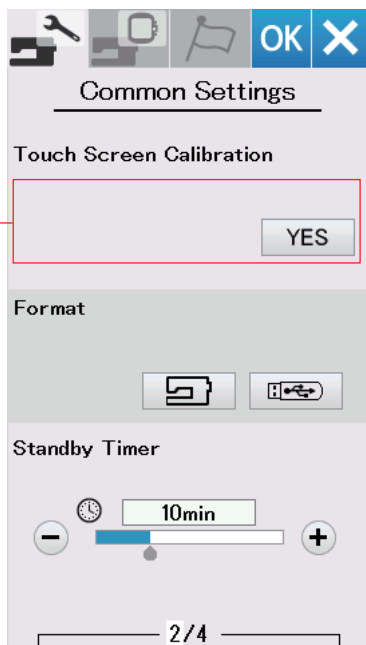 OK
Common Settings
Touch Screen Calibration
YES
Format
Standby Timer
10min
2/4